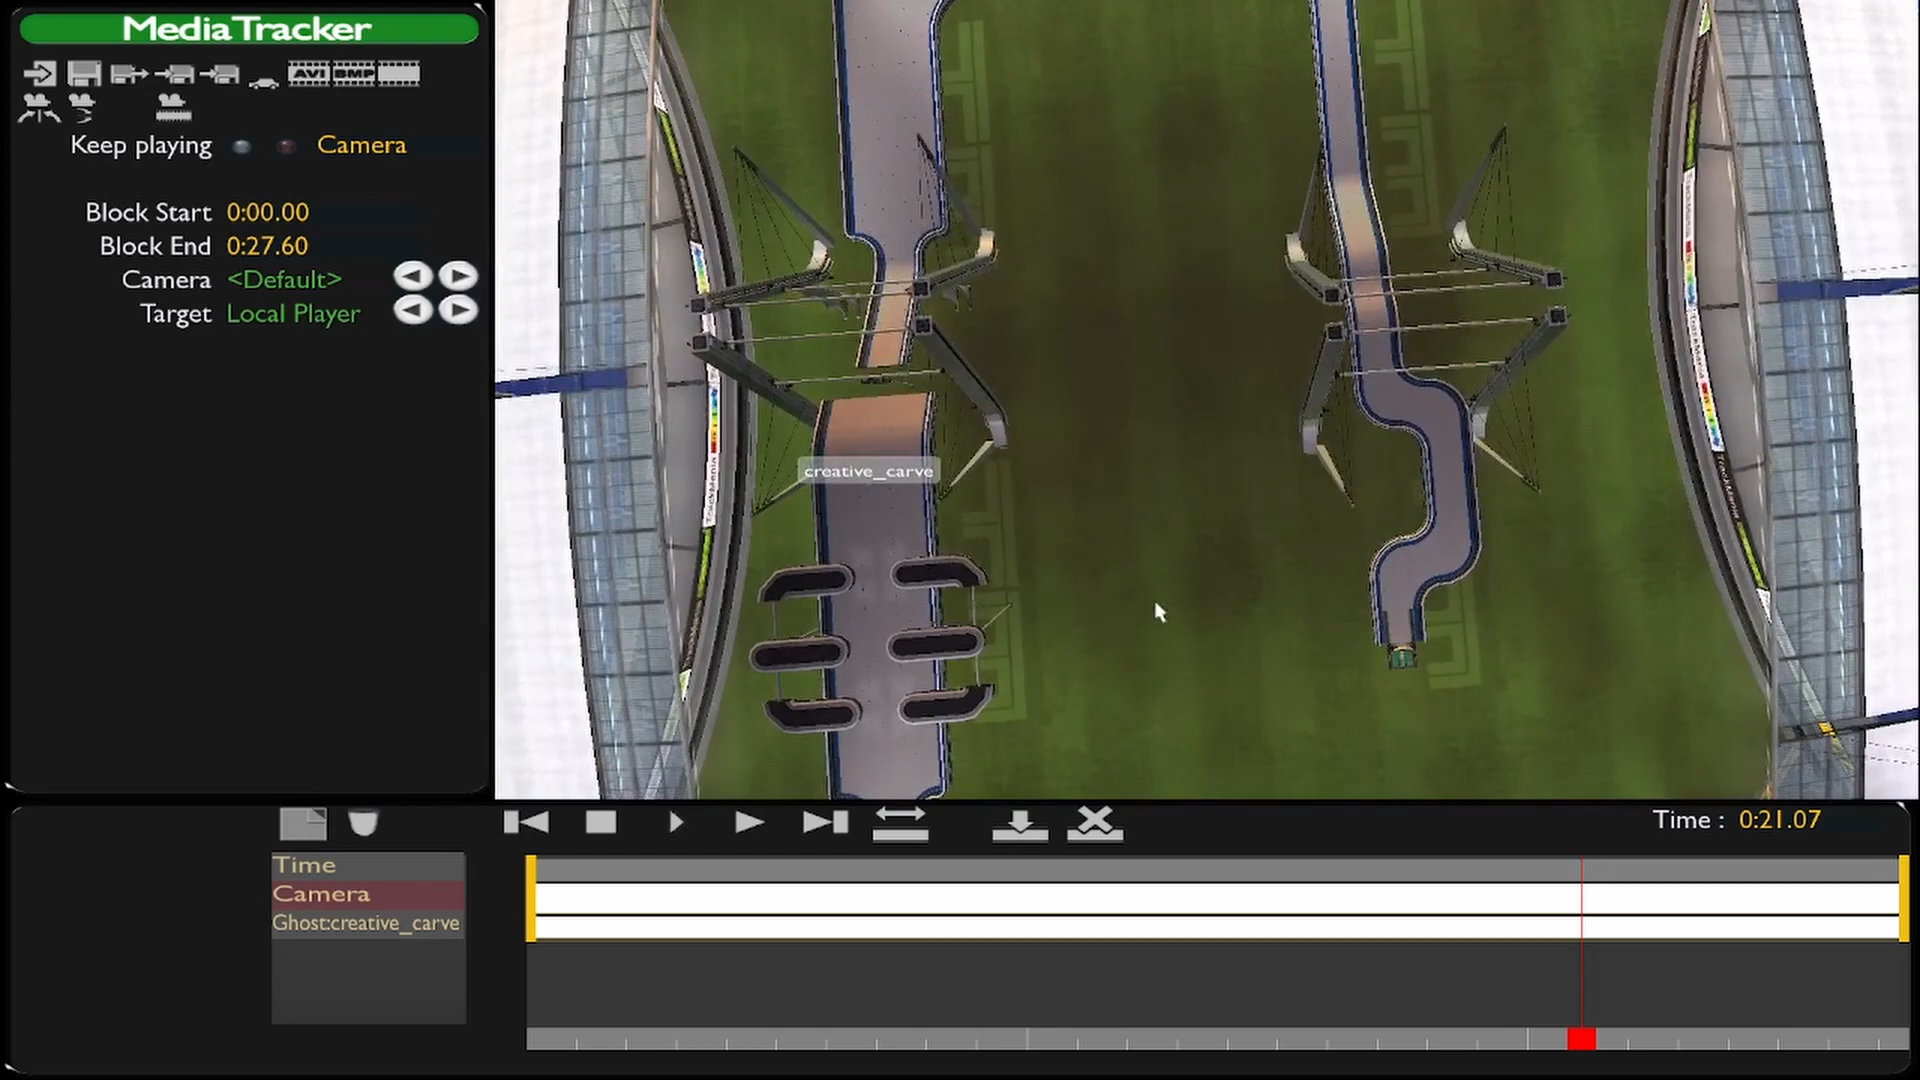 MediaTracker
AVI BMP
Keep playing Camera
Block Start 0:00.00
Block End 0:27.60
Camera <Default>
Target Local Player
creative_carve
Time : 0:21.07
Time
Camera
Ghost:creative_carve